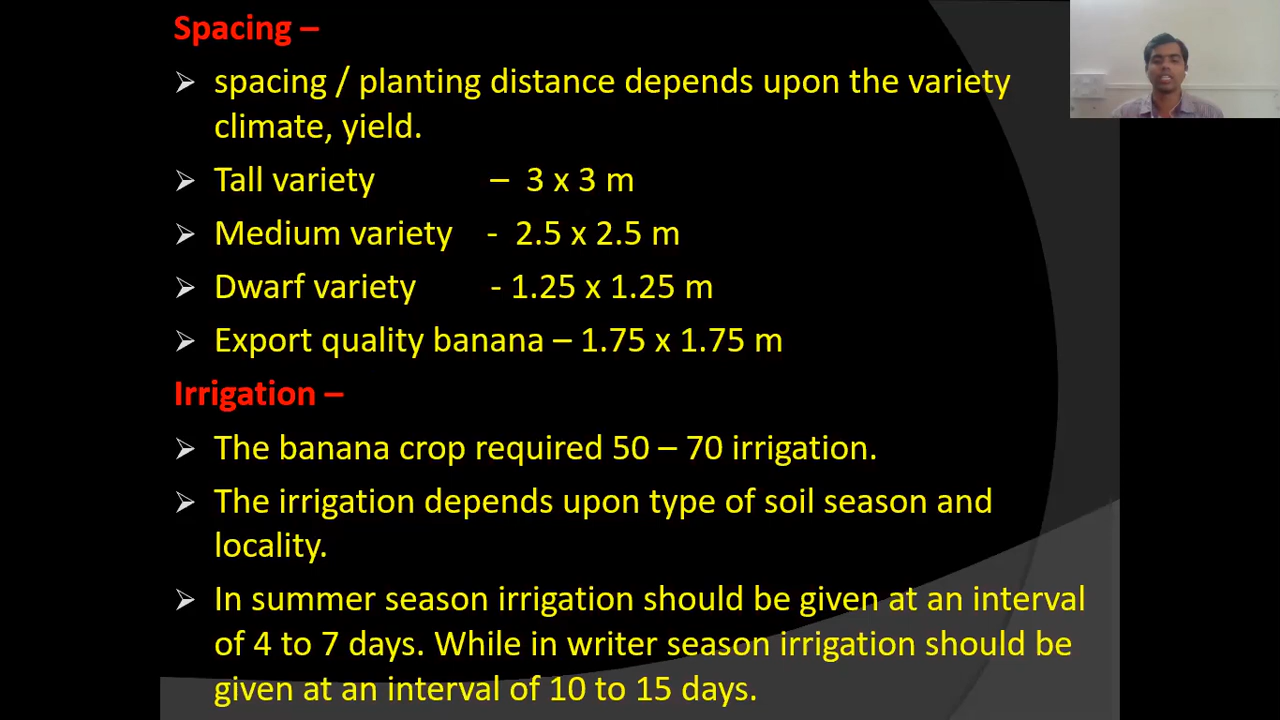 Spacing –
spacing / planting distance depends upon the variety
climate, yield.
Tall variety – 3 x 3 m
Medium variety - 2.5 x 2.5 m
Dwarf variety - 1.25 x 1.25 m
Export quality banana – 1.75 x 1.75 m
Irrigation –
The banana crop required 50 – 70 irrigation.
The irrigation depends upon type of soil season and
locality.
In summer season irrigation should be given at an interval
of 4 to 7 days. While in writer season irrigation should be
given at an interval of 10 to 15 days.